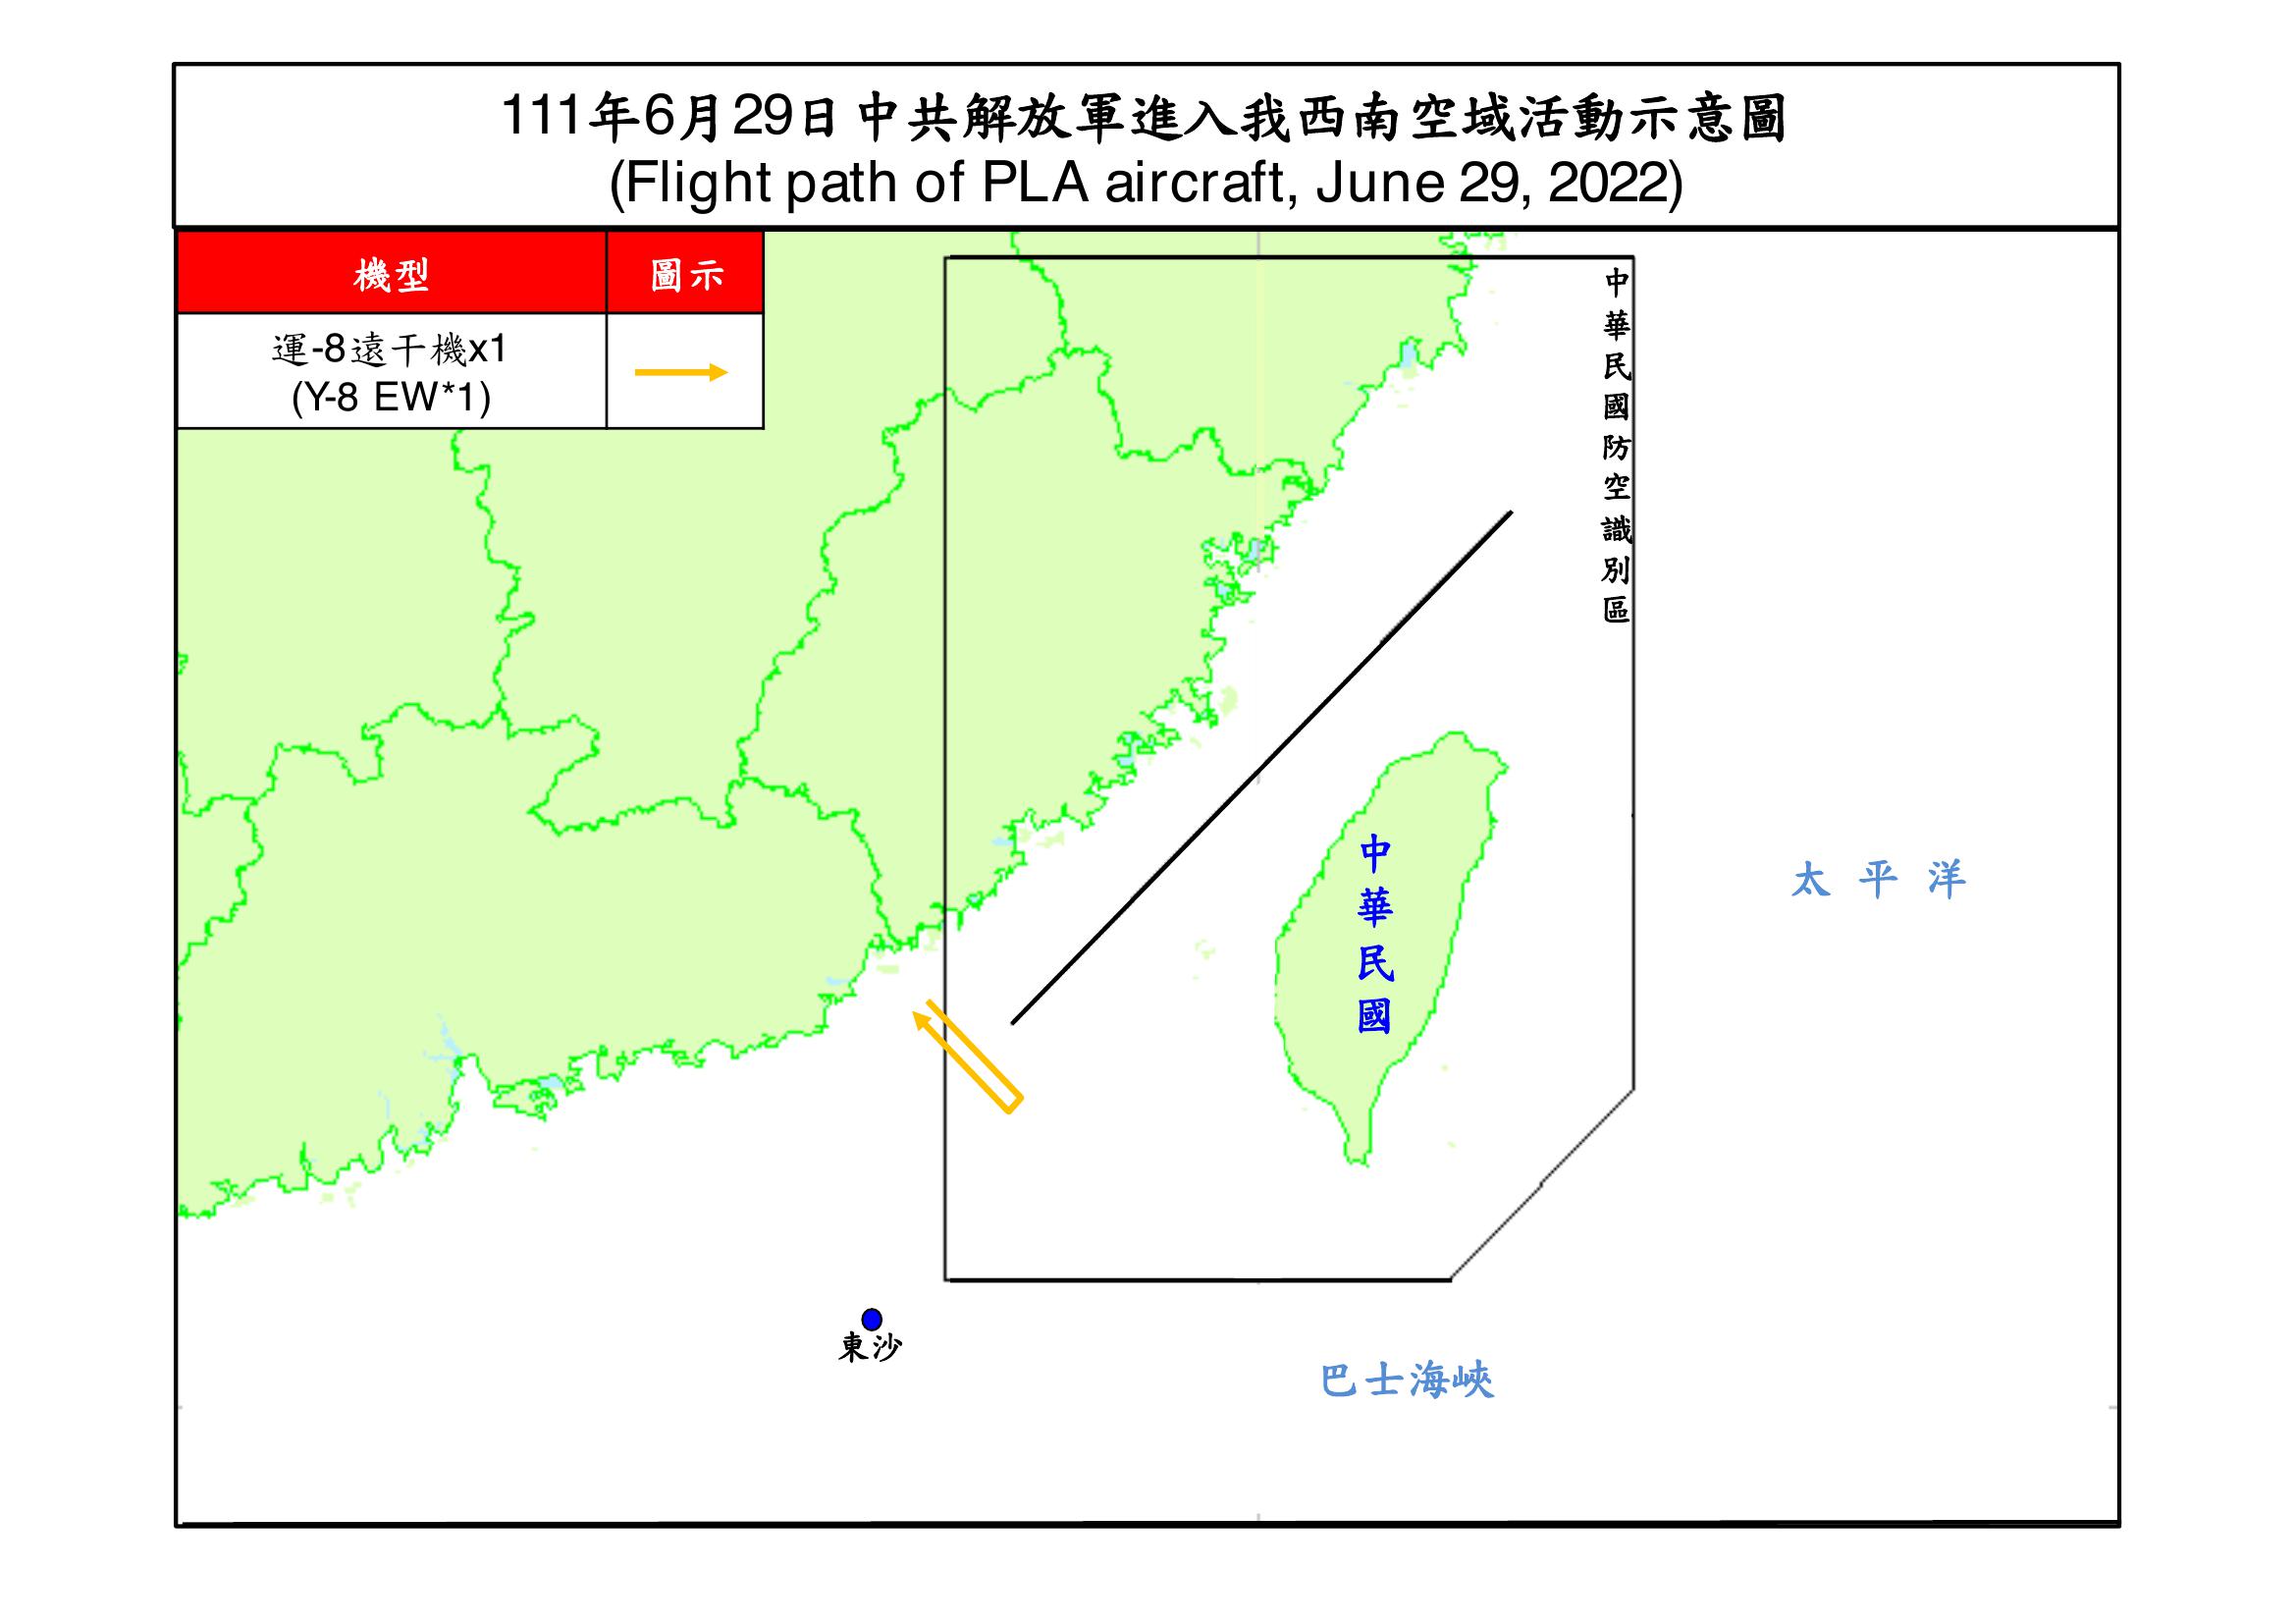 111年6月29日中共解放軍進入我西南空域活動示意圖
(Flight path of PLA aircraft, June 29, 2022)
機型
圖示
運-8遠干機x1
(Y-8 EW*1)
中華民國防空識別區
中華民國
太平洋
東沙
巴士海峽